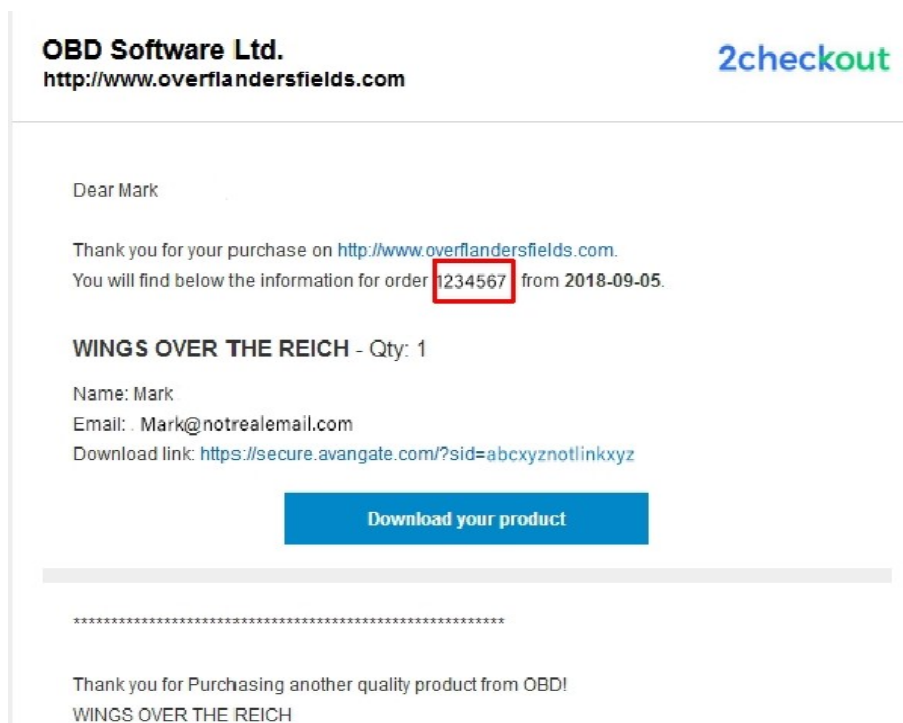 OBD Software Ltd.
http://www.overflandersfields.com
2checkout
Dear Mark
Thank you for your purchase on http://www.overflandersfields.com.
You will find below the information for order 1234567 from 2018-09-05.
WINGS OVER THE REICH - Qty: 1
Name: Mark
Email: Mark@notrealemail.com
Download link: https://secure.avangate.com/?sid=abcxyznotlinkxyz
Download your product
**********************************************************
Thank you for Purchasing another quality product from OBD!
WINGS OVER THE REICH